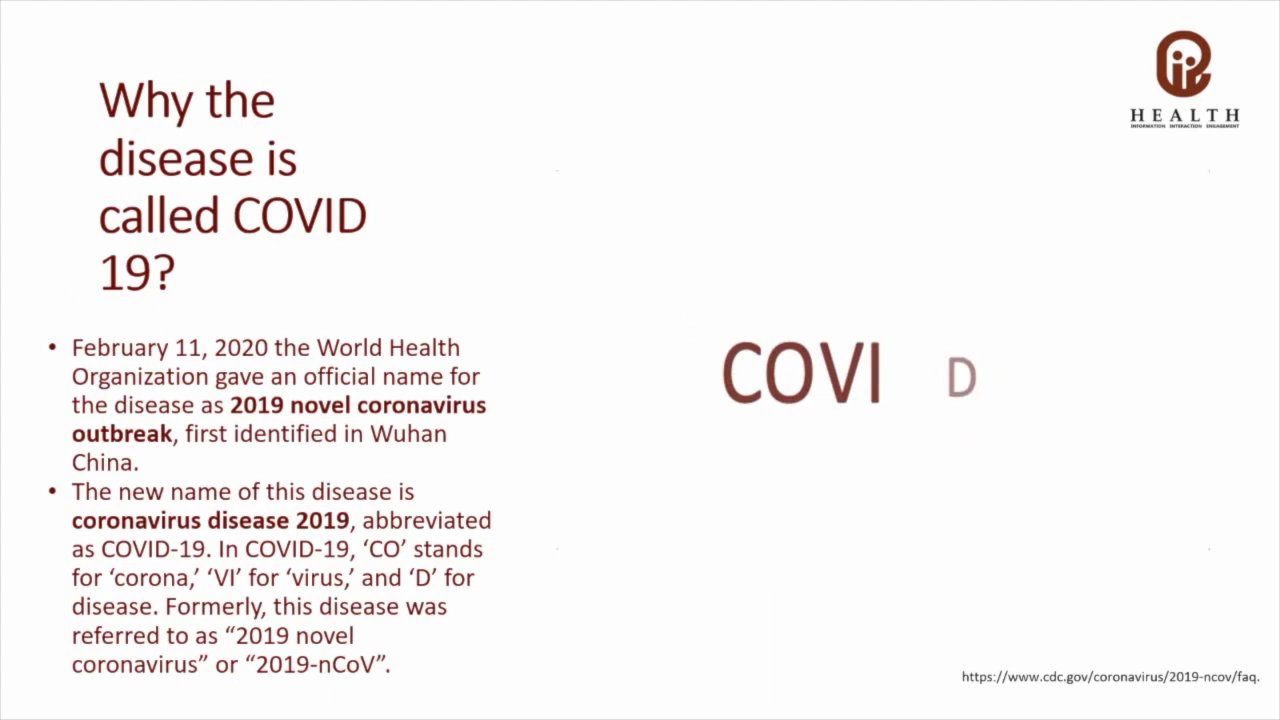 Why the
disease is
called COVID
19?
HEALTH
INFORMATION INTERACTION ENGAGEMENT
• February 11, 2020 the World Health
Organization gave an official name for
the disease as 2019 novel coronavirus
outbreak, first identified in Wuhan
China.
• The new name of this disease is
coronavirus disease 2019, abbreviated
as COVID-19. In COVID-19, ‘CO’ stands
for ‘corona,’ ‘VI’ for ‘virus,’ and ‘D’ for
disease. Formerly, this disease was
referred to as “2019 novel
coronavirus” or “2019-nCoV”.
COVI D
https://www.cdc.gov/coronavirus/2019-ncov/faq.